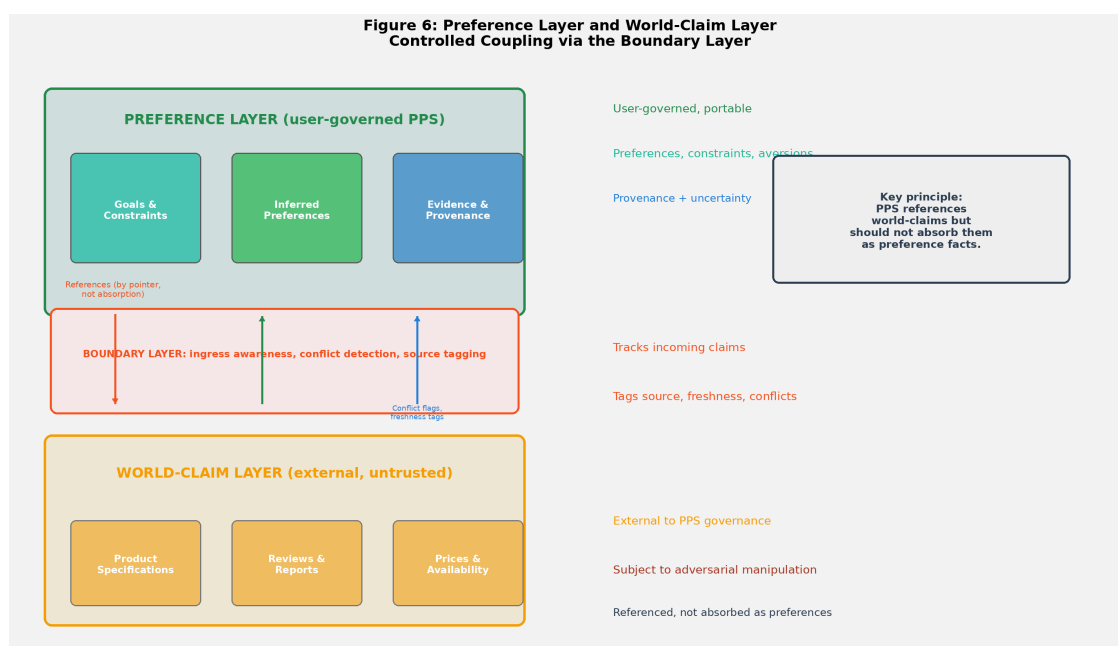 Figure 6: Preference Layer and World-Claim Layer
Controlled Coupling via the Boundary Layer
PREFERENCE LAYER (user-governed PPS)
Goals &
Constraints
Inferred
Preferences
Evidence &
Provenance
References (by pointer,
not absorption)
BOUNDARY LAYER: ingress awareness, conflict detection, source tagging
Conflict flags,
freshness tags
WORLD-CLAIM LAYER (external, untrusted)
Product
Specifications
Reviews &
Reports
Prices &
Availability
User-governed, portable
Preferences, constraints, aversions
Provenance + uncertainty
Key principle:
PPS references
world-claims but
should not absorb them
as preference facts.
Tracks incoming claims
Tags source, freshness, conflicts
External to PPS governance
Subject to adversarial manipulation
Referenced, not absorbed as preferences